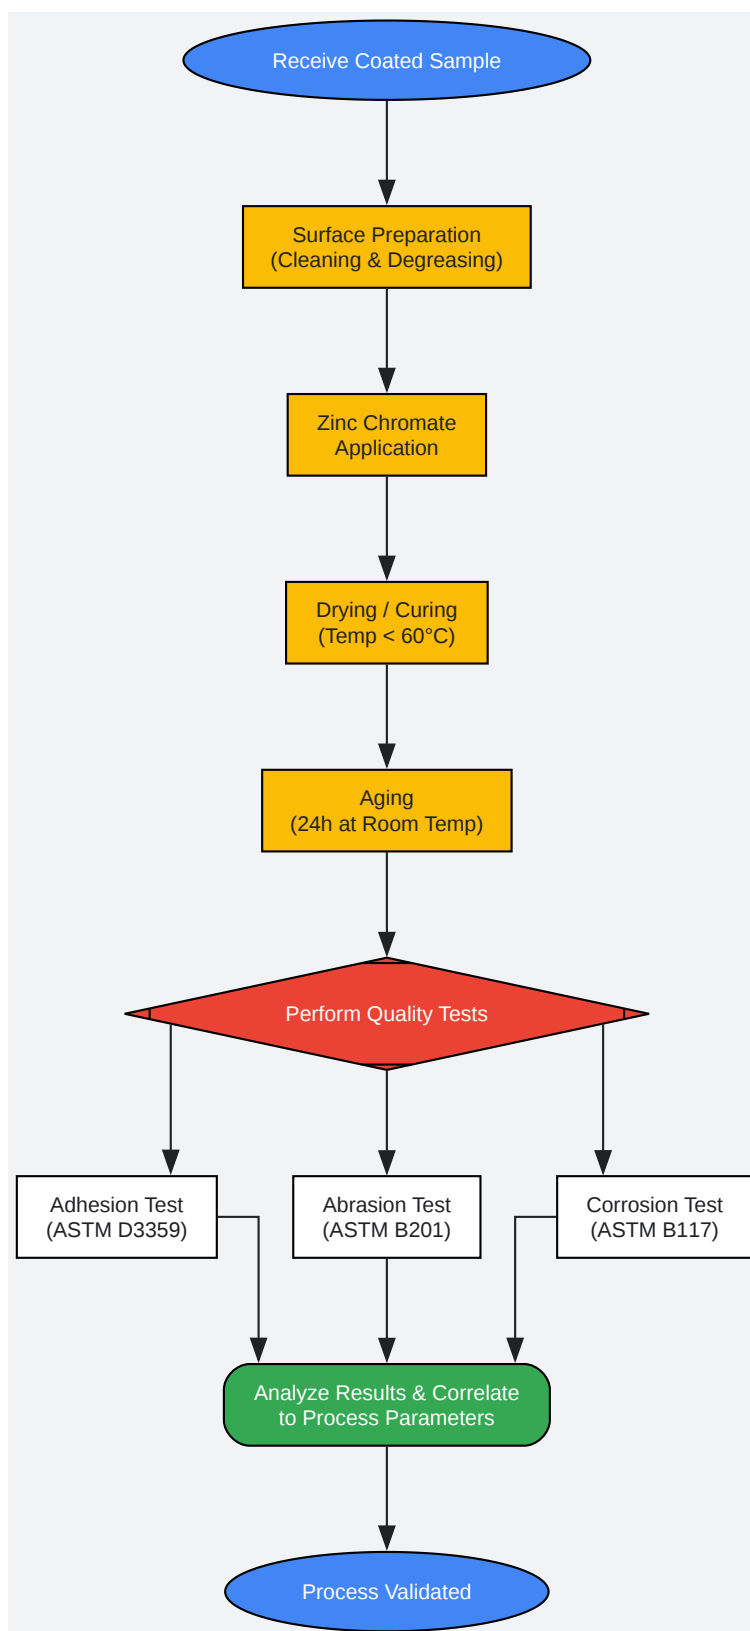 Receive Coated Sample
Surface Preparation
(Cleaning & Degreasing)
Zinc Chromate
Application
Drying / Curing
(Temp < 60°C)
Aging
(24h at Room Temp)
Perform Quality Tests
Adhesion Test
(ASTM D3359)
Abrasion Test
(ASTM B201)
Corrosion Test
(ASTM B117)
Analyze Results & Correlate
to Process Parameters
Process Validated